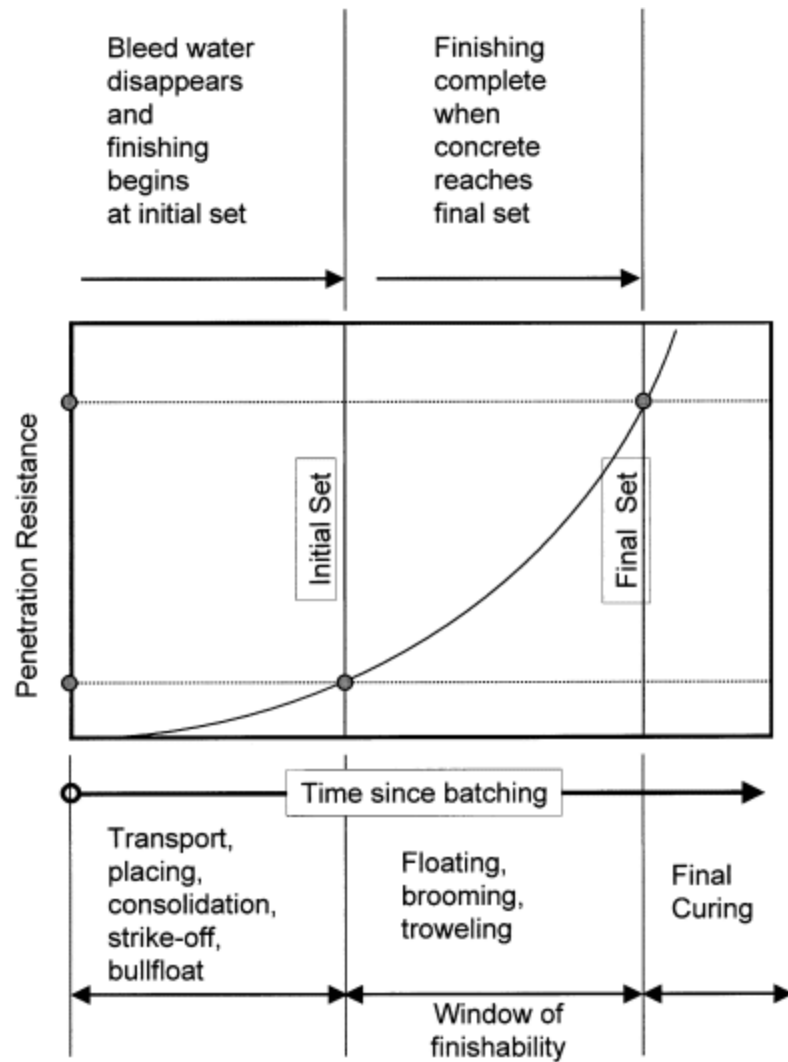 Bleed water
disappears
and
finishing
begins
at initial set
Finishing
complete
when
concrete
reaches
final set
Penetration Resistance
Initial Set
Final Set
Time since batching
Transport,
placing,
consolidation,
strike-off,
bullfloat
Floating,
brooming,
troweling
Final
Curing
Window of
finishability